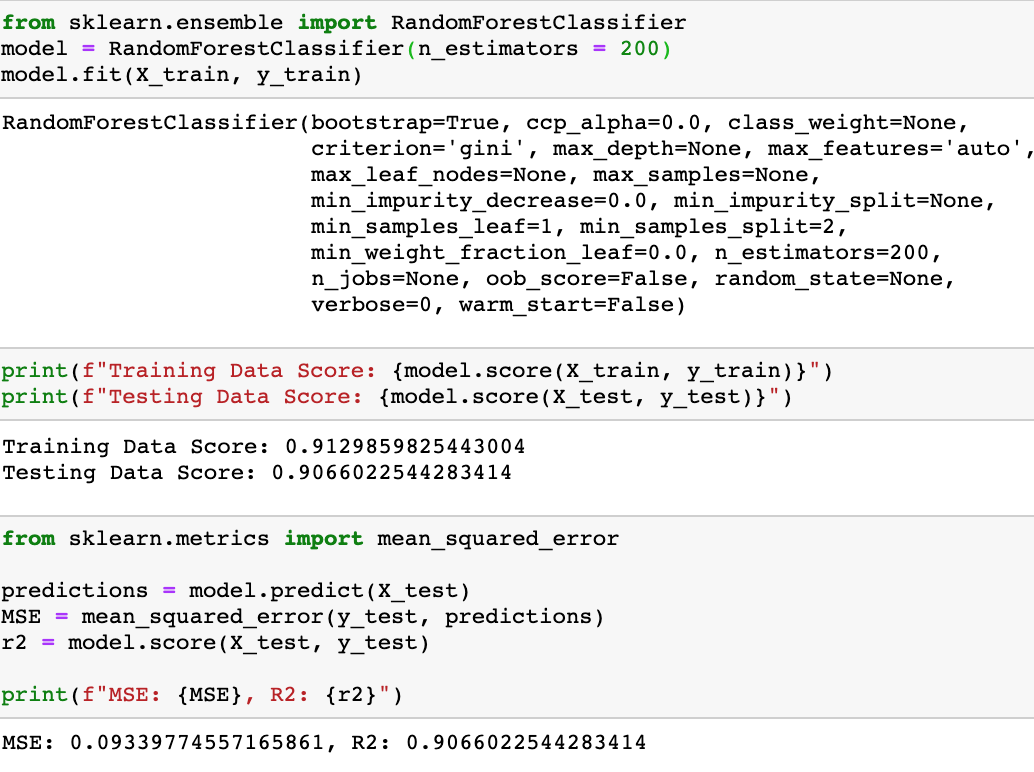 from sklearn.ensemble import RandomForestClassifier
model = RandomForestClassifier(n_estimators = 200)
model.fit(X_train, y_train)
RandomForestClassifier(bootstrap=True, ccp_alpha=0.0, class_weight=None,
criterion='gini', max_depth=None, max_features='auto',
max_leaf_nodes=None, max_samples=None,
min_impurity_decrease=0.0, min_impurity_split=None,
min_samples_leaf=1, min_samples_split=2,
min_weight_fraction_leaf=0.0, n_estimators=200,
n_jobs=None, oob_score=False, random_state=None,
verbose=0, warm_start=False)
print(f"Training Data Score: {model.score(X_train, y_train)}")
print(f"Testing Data Score: {model.score(X_test, y_test)}")
Training Data Score: 0.9129859825443004
Testing Data Score: 0.9066022544283414
from sklearn.metrics import mean_squared_error
predictions = model.predict(X_test)
MSE = mean_squared_error(y_test, predictions)
r2 = model.score(X_test, y_test)
print(f"MSE: {MSE}, R2: {r2}")
MSE: 0.09339774557165861, R2: 0.9066022544283414